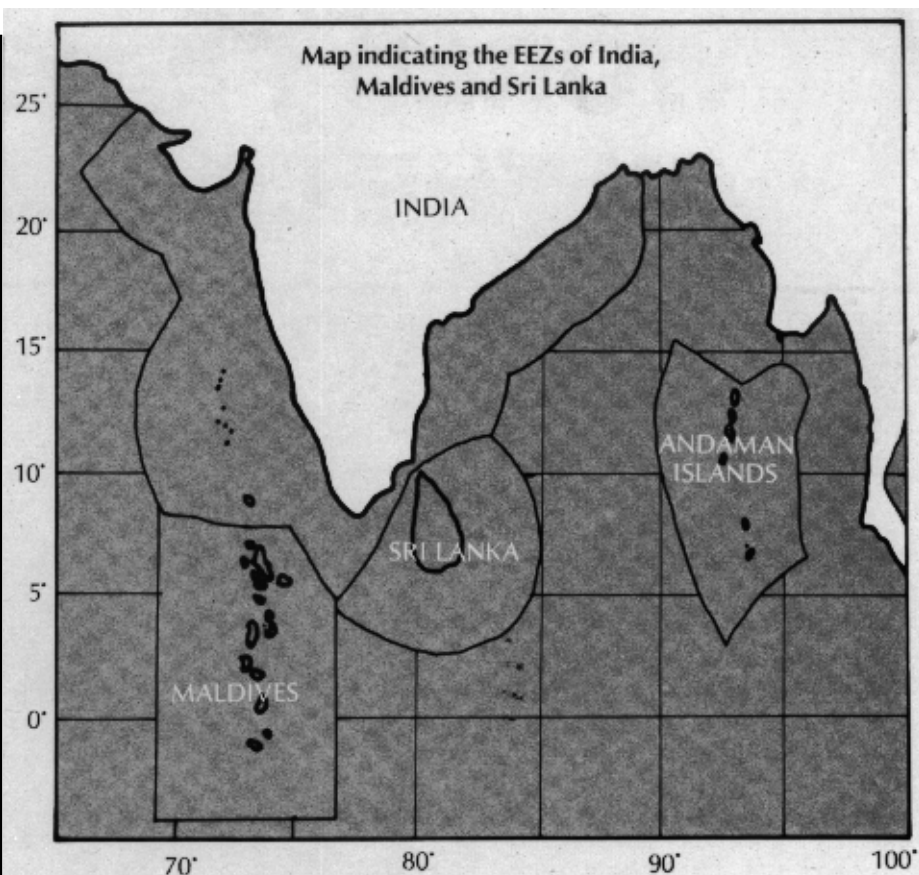 Map indicating the EEZs of India,
Maldives and Sri Lanka
25°
INDIA
20°
15°
ANDAMAN
ISLANDS
10°
SRI LANKA
5°
MALDIVES
0°
70°
80°
90°
100°